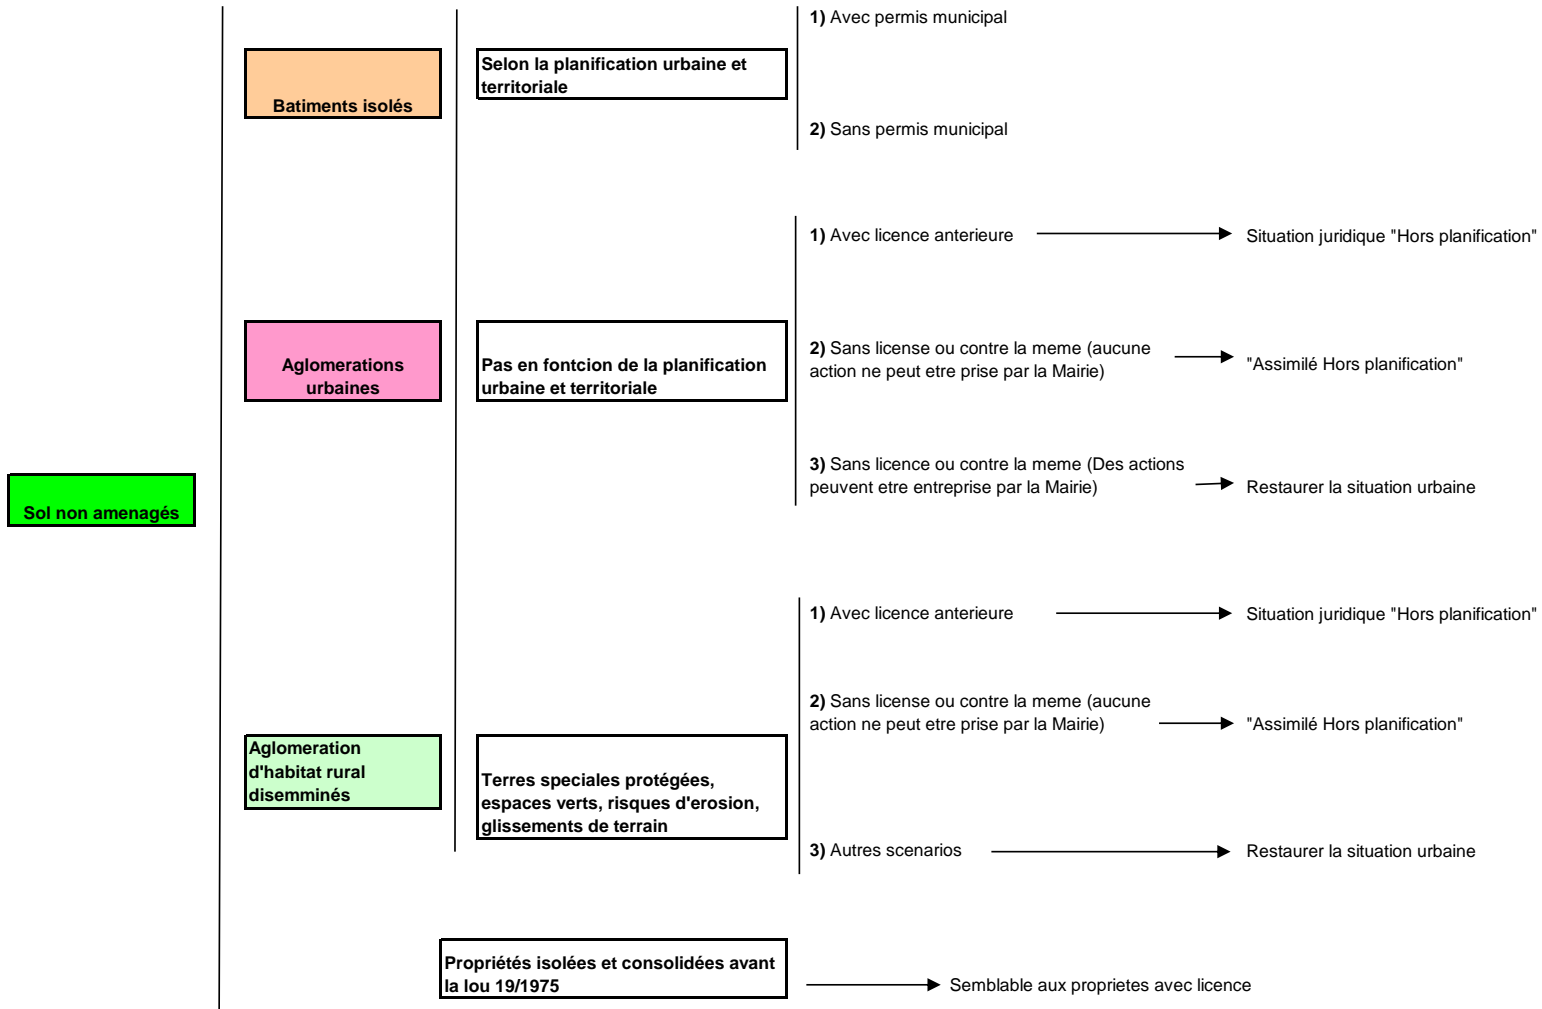 1) Avec permis municipal
Batiments isolés
Selon la planification urbaine et
territoriale
2) Sans permis municipal
1) Avec licence anterieure
Situation juridique "Hors planification"
Aglomerations
urbaines
Pas en fontcion de la planification
urbaine et territoriale
2) Sans license ou contre la meme (aucune
action ne peut etre prise par la Mairie)
"Assimilé Hors planification"
3) Sans licence ou contre la meme (Des actions
peuvent etre entreprise par la Mairie)
Restaurer la situation urbaine
Sol non amenagés
1) Avec licence anterieure
Situation juridique "Hors planification"
2) Sans license ou contre la meme (aucune
action ne peut etre prise par la Mairie)
"Assimilé Hors planification"
Aglomeration
d'habitat rural
disemminés
Terres speciales protégées,
espaces verts, risques d'erosion,
glissements de terrain
3) Autres scenarios
Restaurer la situation urbaine
Propriétés isolées et consolidées avant
la lou 19/1975
Semblable aux proprietes avec licence